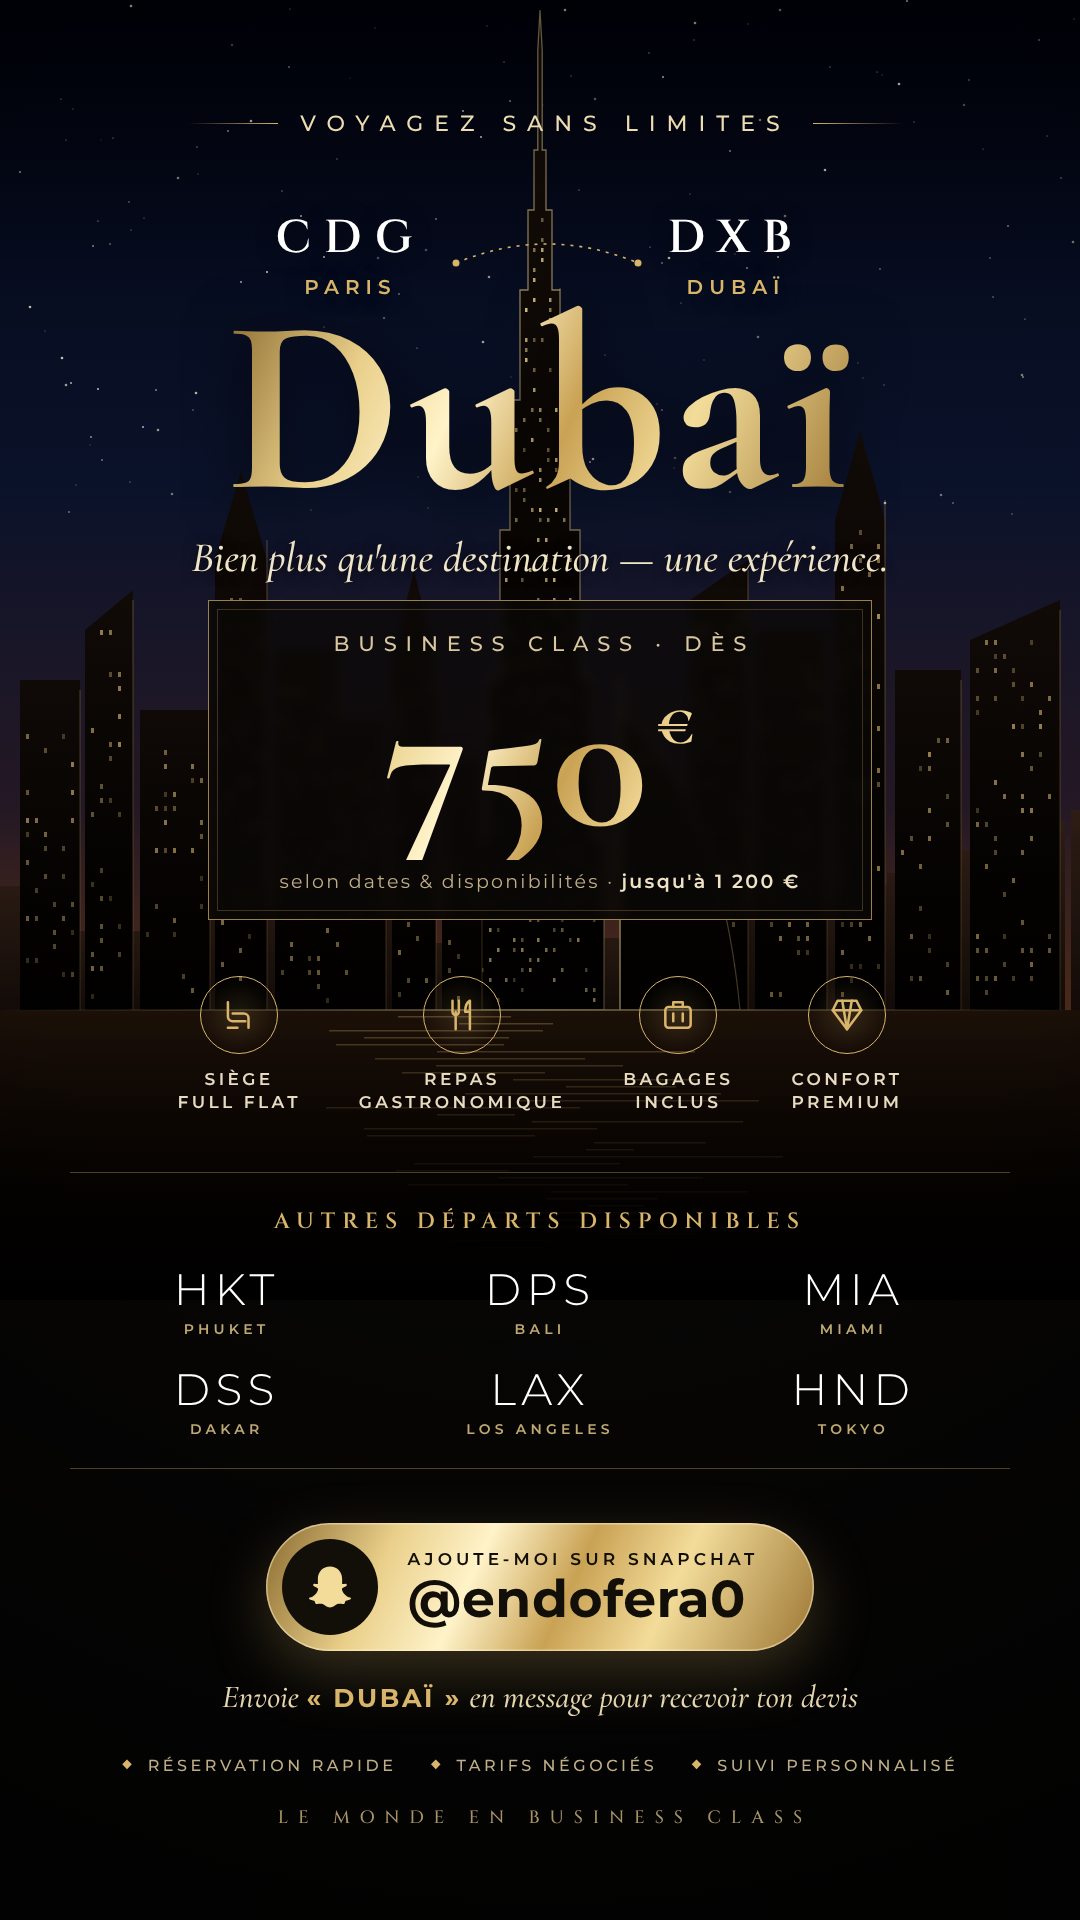 VOYAGEZ SANS LIMITES
CDG DXB
PARIS DUBAÏ
Dubaï
Bien plus qu'une destination — une expérience.
BUSINESS CLASS · DÈS
750 €
selon dates & disponibilités · jusqu'à 1 200 €
SIÈGE FULL FLAT
REPAS GASTRONOMIQUE
BAGAGES INCLUS
CONFORT PREMIUM
AUTRES DÉPARTS DISPONIBLES
HKT DPS MIA
PHUKET BALI MIAMI
DSS LAX HND
DAKAR LOS ANGELES TOKYO
AJOUTE-MOI SUR SNAPCHAT
@endofera0
Envoie « DUBAÏ » en message pour recevoir ton devis
◆ RÉSERVATION RAPIDE ◆ TARIFS NÉGOCIÉS ◆ SUIVI PERSONNALISÉ
LE MONDE EN BUSINESS CLASS